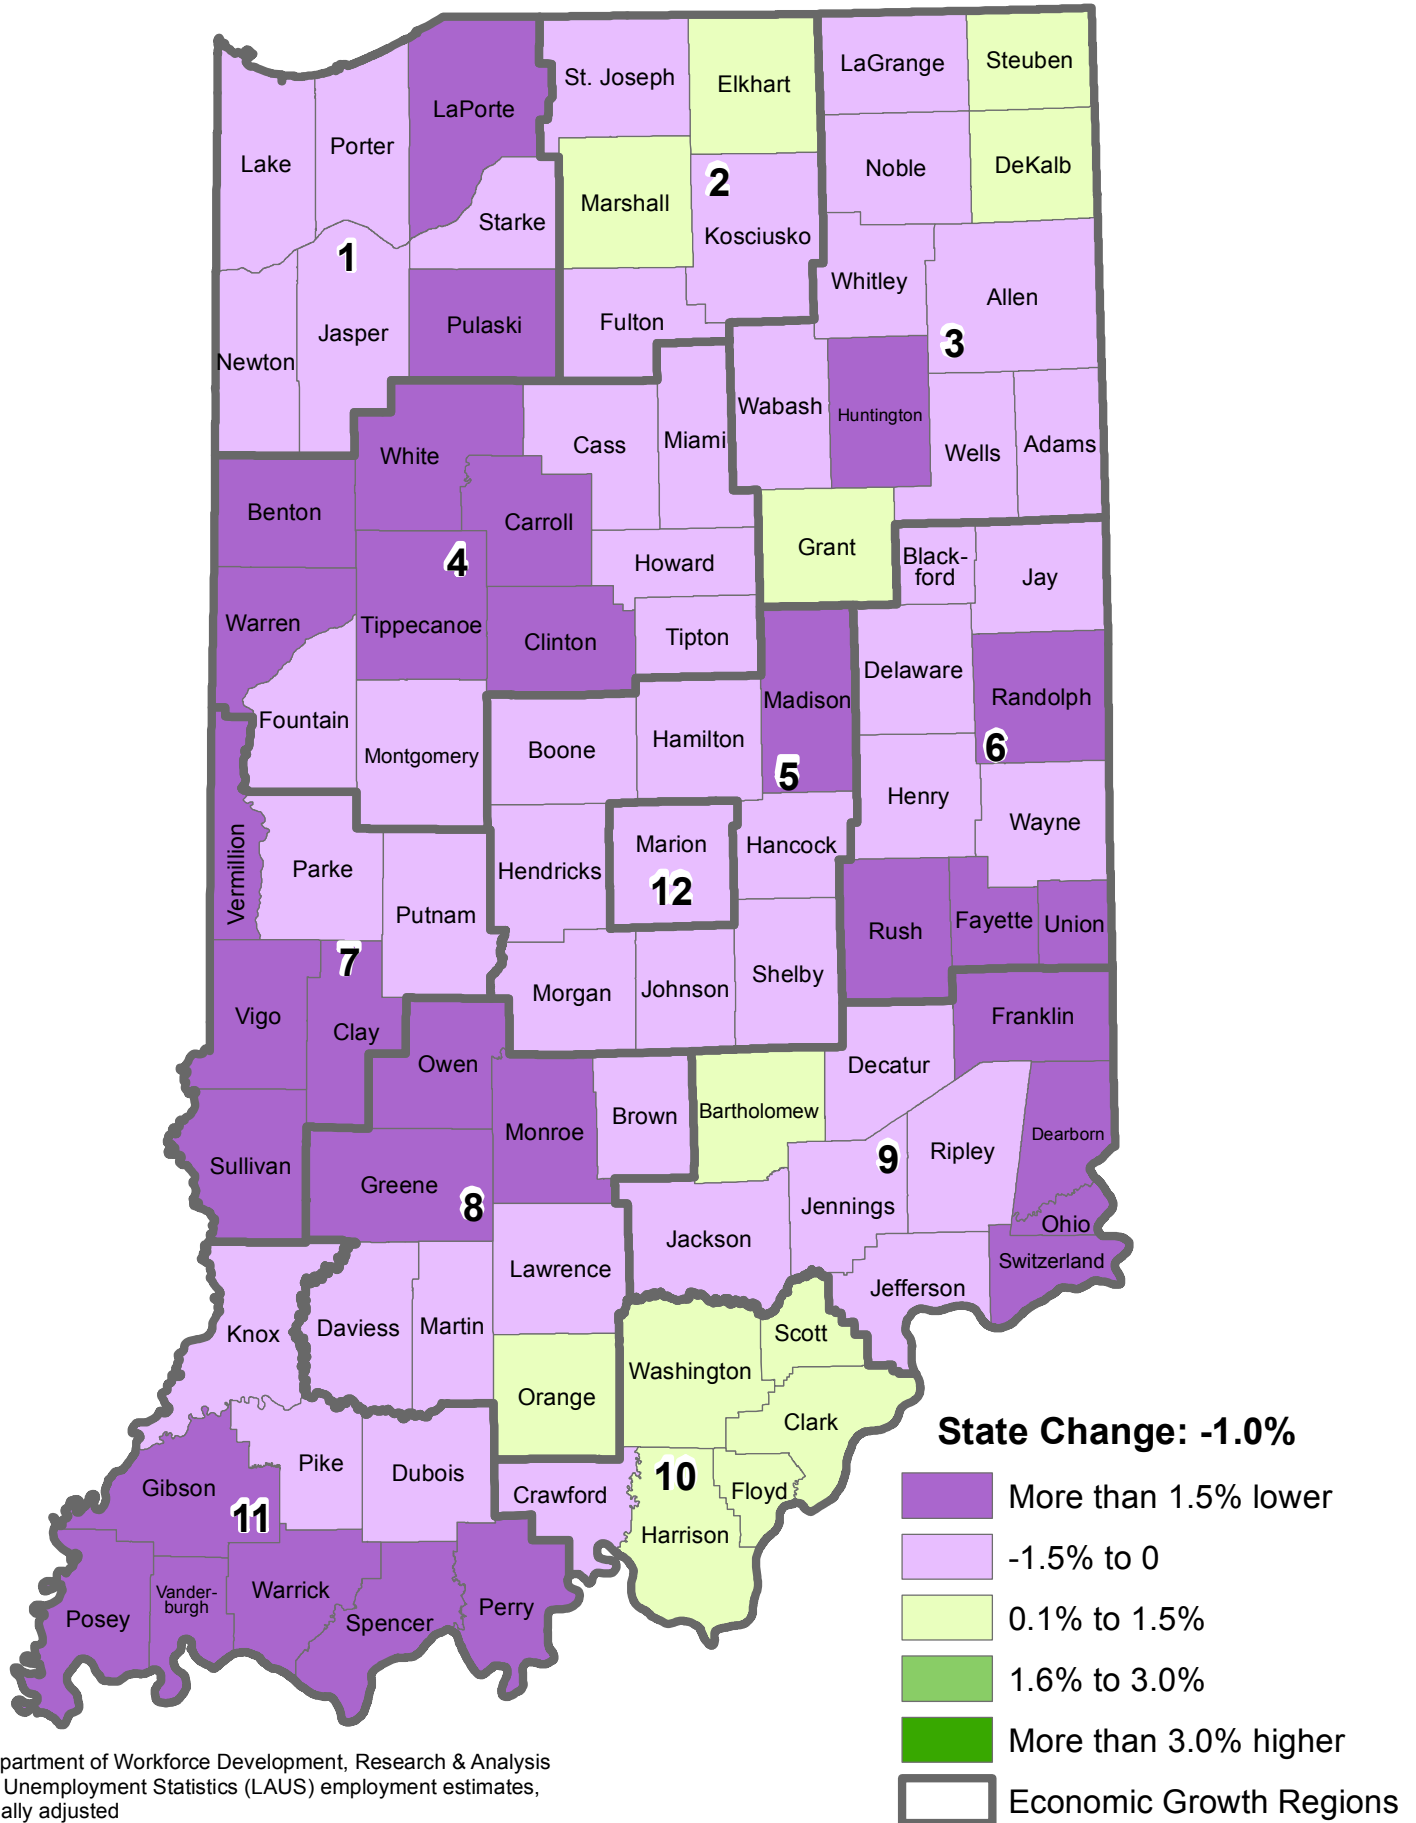 LaPorte
St. Joseph
Elkhart
LaGrange
Steuben
Lake
Porter
Noble
DeKalb
Marshall
2
Starke
Kosciusko
1
Whitley
Allen
Jasper
Pulaski
Fulton
3
Newton
Wabash
Huntington
White
Cass
Miami
Wells
Adams
Benton
Carroll
Grant
4
Howard
Black-
ford
Jay
Warren
Tippecanoe
Clinton
Tipton
Delaware
Madison
Randolph
Fountain
Montgomery
Boone
Hamilton
6
5
Henry
Wayne
Vermillion
Parke
Hendricks
Marion
Hancock
12
Putnam
Rush
Fayette
Union
7
Vigo
Clay
Morgan
Johnson
Shelby
Franklin
Owen
Decatur
Monroe
Brown
Bartholomew
Dearborn
Sullivan
Greene
9
Ripley
8
Jennings
Jackson
Ohio
Lawrence
Switzerland
Jefferson
Knox
Daviess
Martin
Scott
Washington
Orange
Clark
Pike
Dubois
Gibson
Crawford
10
Floyd
11
Harrison
Vander-
burgh
Warrick
Posey
Spencer
Perry
State Change: -1.0%
More than 1.5% lower
-1.5% to 0
0.1% to 1.5%
1.6% to 3.0%
More than 3.0% higher
Economic Growth Regions
partment of Workforce Development, Research & Analysis
Unemployment Statistics (LAUS) employment estimates,
ally adjusted